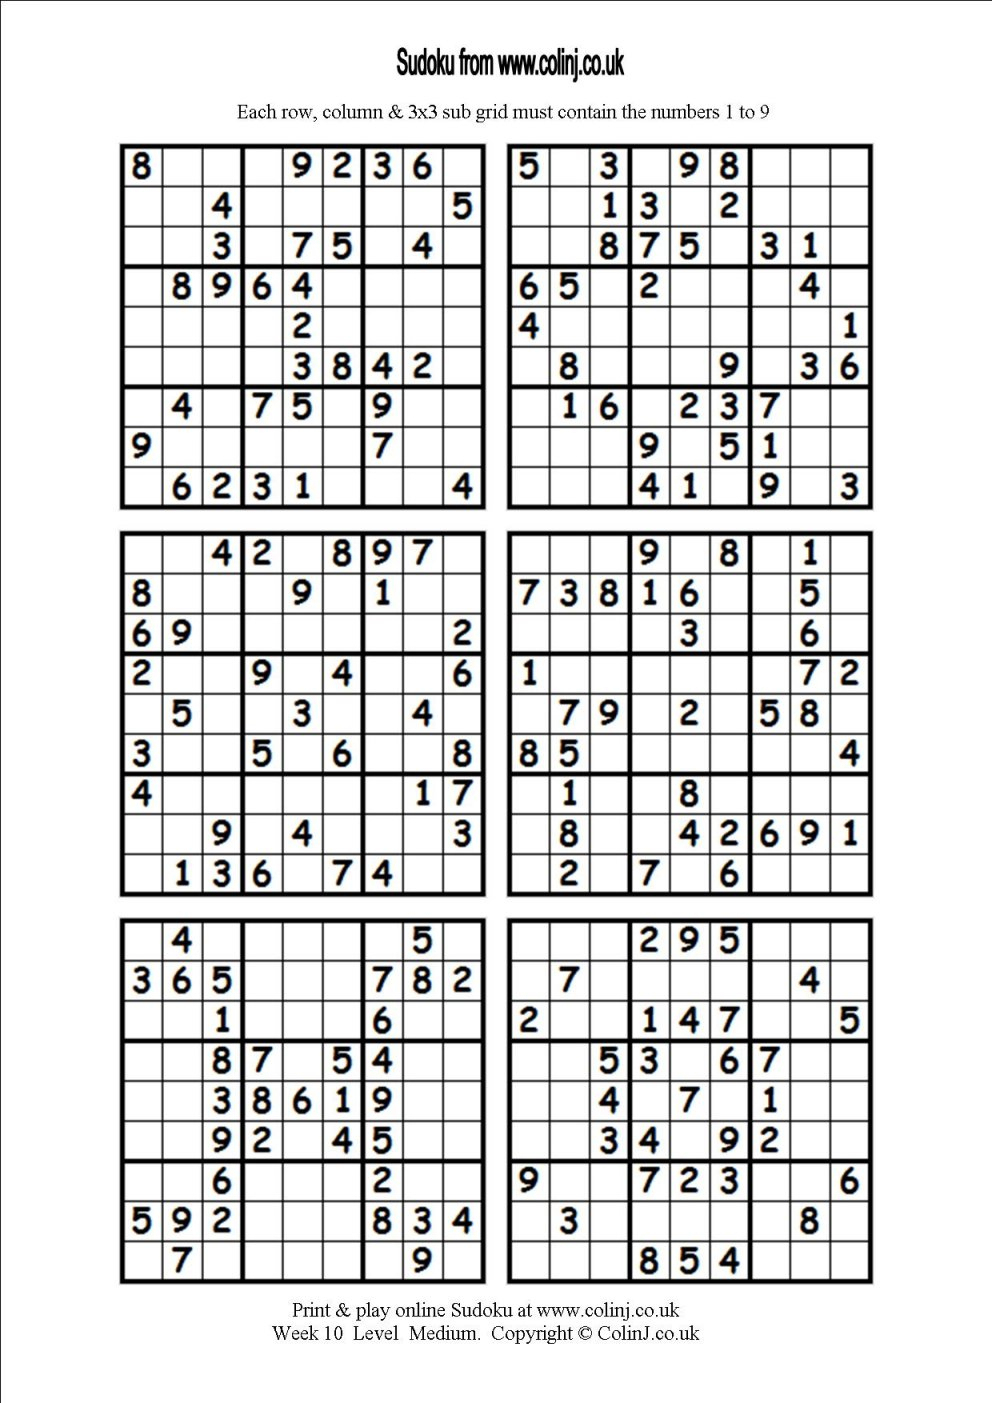 Sudoku from www.colinj.co.uk
Each row, column & 3x3 sub grid must contain the numbers 1 to 9
8 9 2 3 6
4 5
3 7 5 4
8 9 6 4
2
3 8 4 2
4 7 5 9
9 7
6 2 3 1 4
5 3 9 8
1 3 2
8 7 5 3 1
6 5 2 4
4 1
8 9 3 6
1 6 2 3 7
9 5 1
4 1 9 3
4 2 8 9 7
8 9 1
6 9 2
2 9 4 6
5 3 4
3 5 6 8
4 1 7
9 4 3
1 3 6 7 4
9 8 1
7 3 8 1 6 5
3 6
1 7 2
7 9 2 5 8
8 5 4
1 8
8 4 2 6 9 1
2 7 6
4 5
3 6 5 7 8 2
1 6
8 7 5 4
3 8 6 1 9
9 2 4 5
6 2
5 9 2 8 3 4
7 9
2 9 5
7 4
2 1 4 7 5
5 3 6 7
4 7 1
3 4 9 2
9 7 2 3 6
3 8
8 5 4
Print & play online Sudoku at www.colinj.co.uk
Week 10 Level Medium. Copyright © ColinJ.co.uk